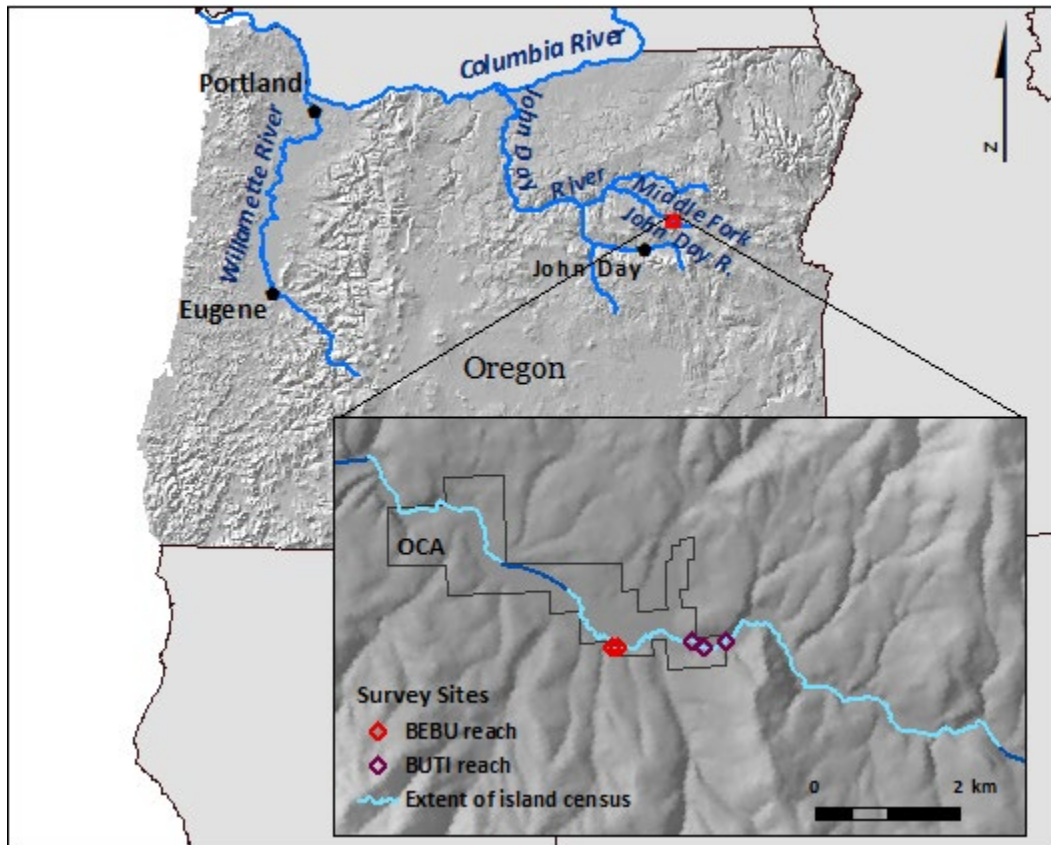 Columbia River
Portland
John Day
River
Willamette River
Middle Fork
John Day R.
John Day
Eugene
Oregon
N
OCA
Survey Sites
BEBU reach
BUTI reach
Extent of island census
0 2 km